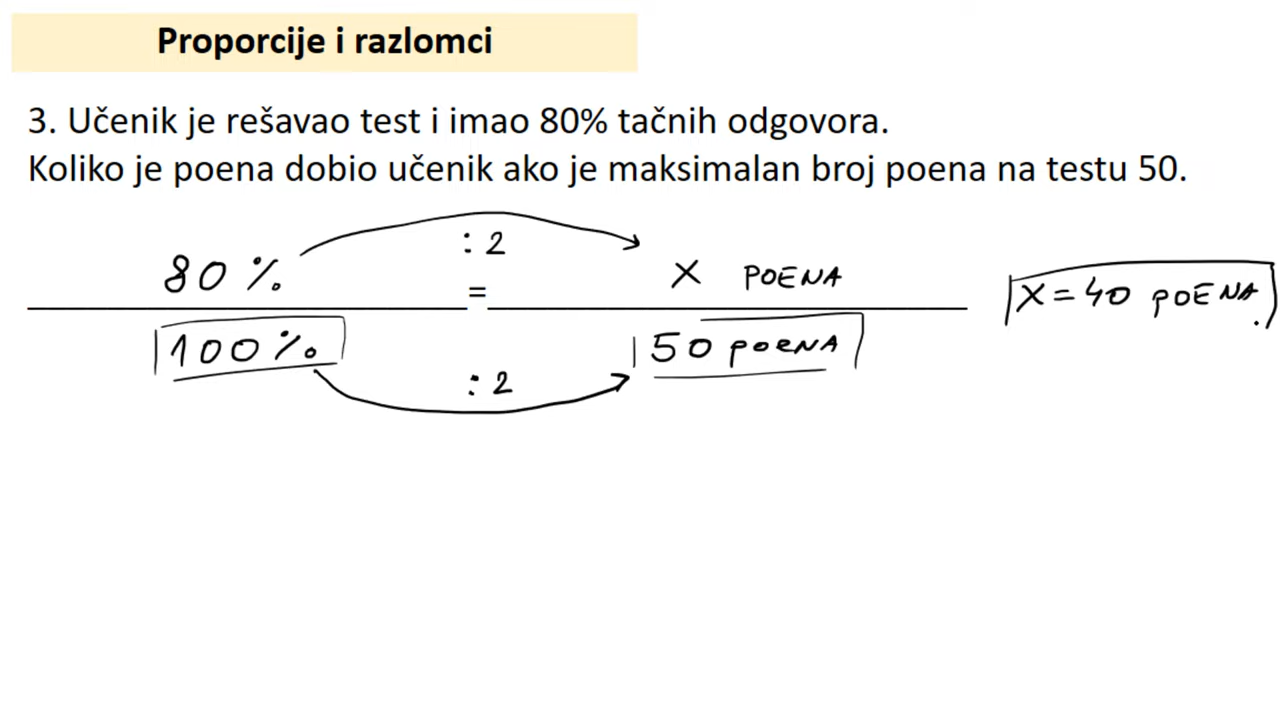 Proporcije i razlomci
3. Učenik je rešavao test i imao 80% tačnih odgovora.
Koliko je poena dobio učenik ako je maksimalan broj poena na testu 50.
: 2
80 % = X POENA
X = 40 POENA
100 % 50 POENA
: 2